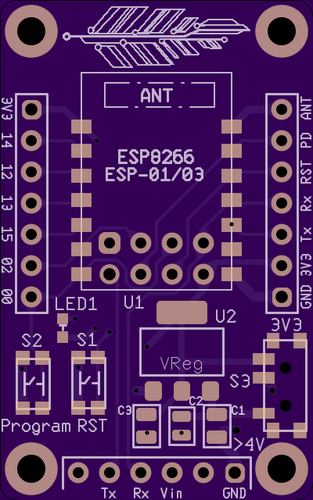 ANT
ESP8266
ESP-01/03
3V3
14
12
13
15
02
00
ANT
PD
RST
Rx
Tx
3V3
GND
LED1
U1
U2
3V3
S2
S1
VReg
S3
Program
RST
C3
C2
C1
>4V
Tx
Rx
Vin
GND